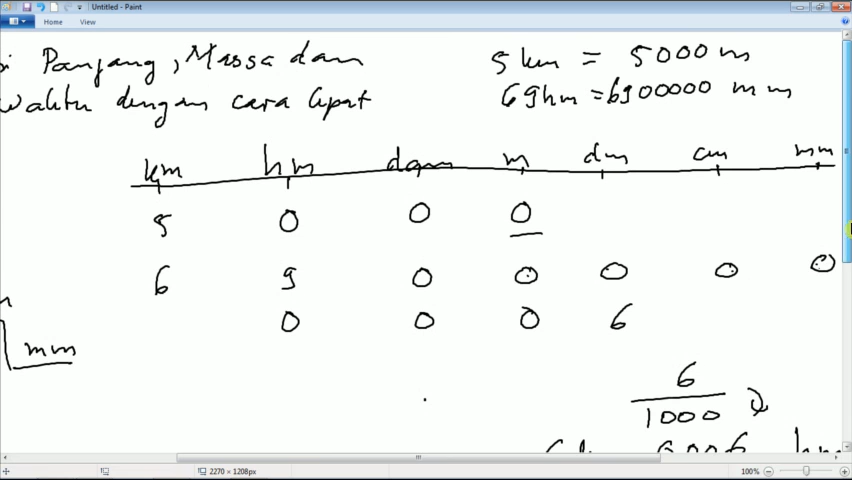 Untitled - Paint
Home View
Panjang, Massa dan
5 km = 5000 m
Waktu dengan cara Cepat
69hm = 6900000 mm
km hm dam m dm cm mm
5 0 0 0
6 9 0 0 0 0 0
0 0 0 6
mm
6
1000
0006 hm
2270 × 1208px
100%